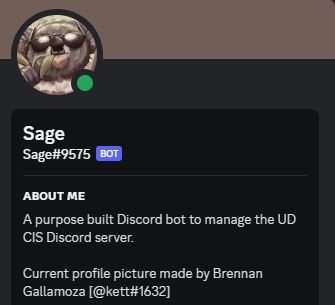 Sage
Sage#9575 BOT
ABOUT ME
A purpose built Discord bot to manage the UD
CIS Discord server.
Current profile picture made by Brennan
Gallamoza [@kett#1632]